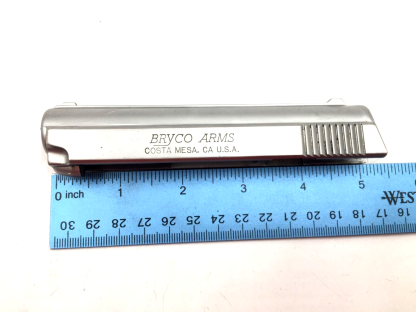 BRYCO ARMS
COSTA MESA, CA U.S.A.
0 inch 1 2 3 4 5
WEST
30 29 28 27 26 25 24 23 22 21 20 19 18 17 16